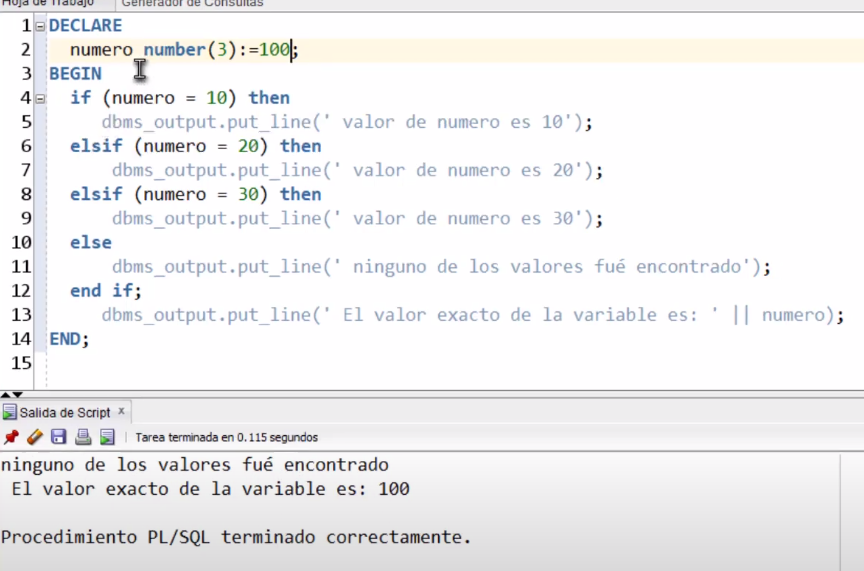 Hoja de Trabajo Generador de Consultas
1 DECLARE
2 numero number(3):=100;
3 BEGIN
4 if (numero = 10) then
5 dbms_output.put_line(' valor de numero es 10');
6 elsif (numero = 20) then
7 dbms_output.put_line(' valor de numero es 20');
8 elsif (numero = 30) then
9 dbms_output.put_line(' valor de numero es 30');
10 else
11 dbms_output.put_line(' ninguno de los valores fué encontrado');
12 end if;
13 dbms_output.put_line(' El valor exacto de la variable es: ' || numero);
14 END;
15
Salida de Script x
Tarea terminada en 0.115 segundos
ninguno de los valores fué encontrado
El valor exacto de la variable es: 100
Procedimiento PL/SQL terminado correctamente.